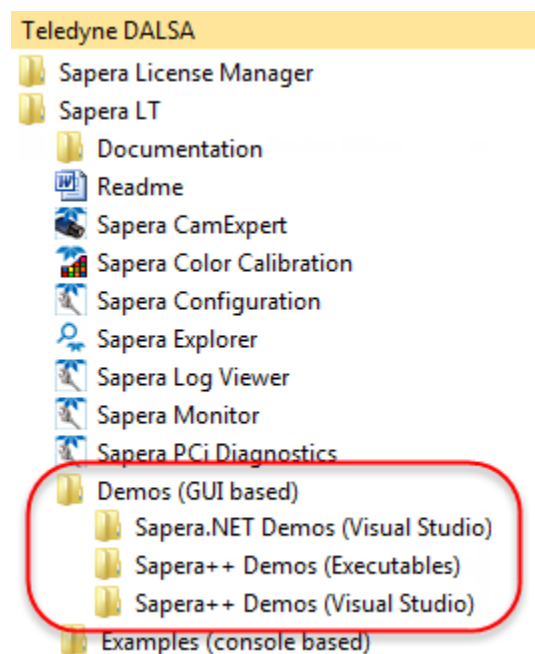 Teledyne DALSA
Sapera License Manager
Sapera LT
Documentation
Readme
Sapera CamExpert
Sapera Color Calibration
Sapera Configuration
Sapera Explorer
Sapera Log Viewer
Sapera Monitor
Sapera PCi Diagnostics
Demos (GUI based)
Sapera.NET Demos (Visual Studio)
Sapera++ Demos (Executables)
Sapera++ Demos (Visual Studio)
Examples (console based)